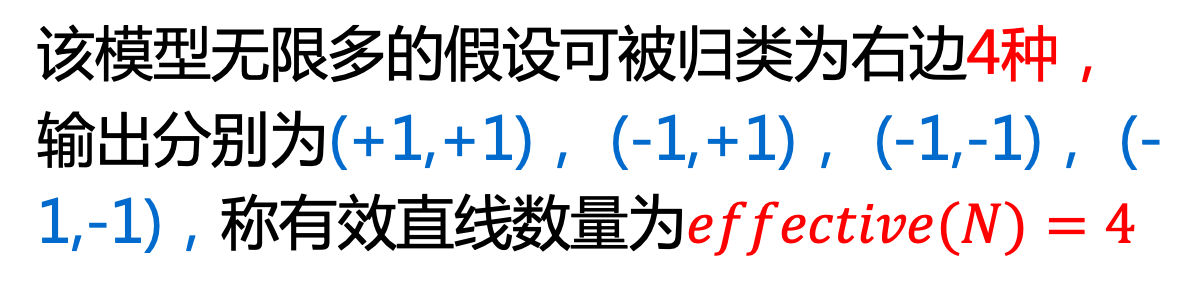 该模型无限多的假设可被归类为右边4种，
输出分别为(+1,+1)，(-1,+1)，(-1,-1)，(-
1,-1)，称有效直线数量为effective(N) = 4